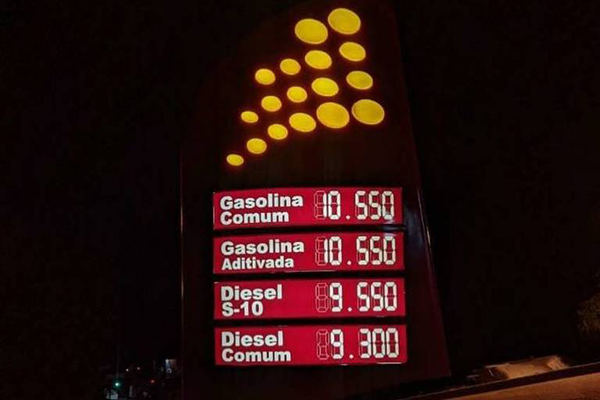 Gasolina
Comum 10.550
Gasolina
Aditivada 10.550
Diesel
S-10 9.550
Diesel
Comum 9.300